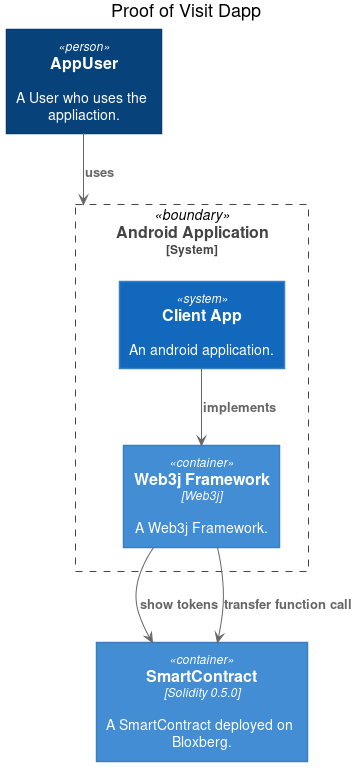 Proof of Visit Dapp
«person»
AppUser
A User who uses the
appliaction.
uses
«boundary»
Android Application
[System]
«system»
Client App
An android application.
implements
«container»
Web3j Framework
[Web3j]
A Web3j Framework.
show tokens
transfer function call
«container»
SmartContract
[Solidity 0.5.0]
A SmartContract deployed on
Bloxberg.